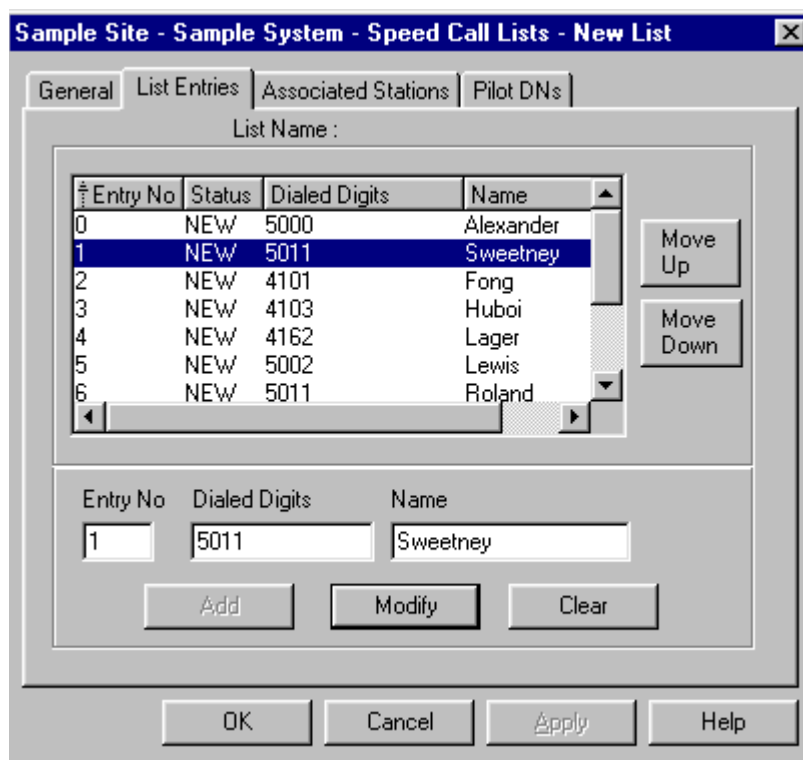 Sample Site - Sample System - Speed Call Lists - New List
General List Entries Associated Stations Pilot DNs
List Name :
Entry No Status Dialed Digits Name
0 NEW 5000 Alexander
1 NEW 5011 Sweetney
2 NEW 4101 Fong
3 NEW 4103 Huboi
4 NEW 4162 Lager
5 NEW 5002 Lewis
6 NEW 5011 Roland
Move
Up
Move
Down
Entry No Dialed Digits Name
1 5011 Sweetney
Add Modify Clear
OK Cancel Apply Help